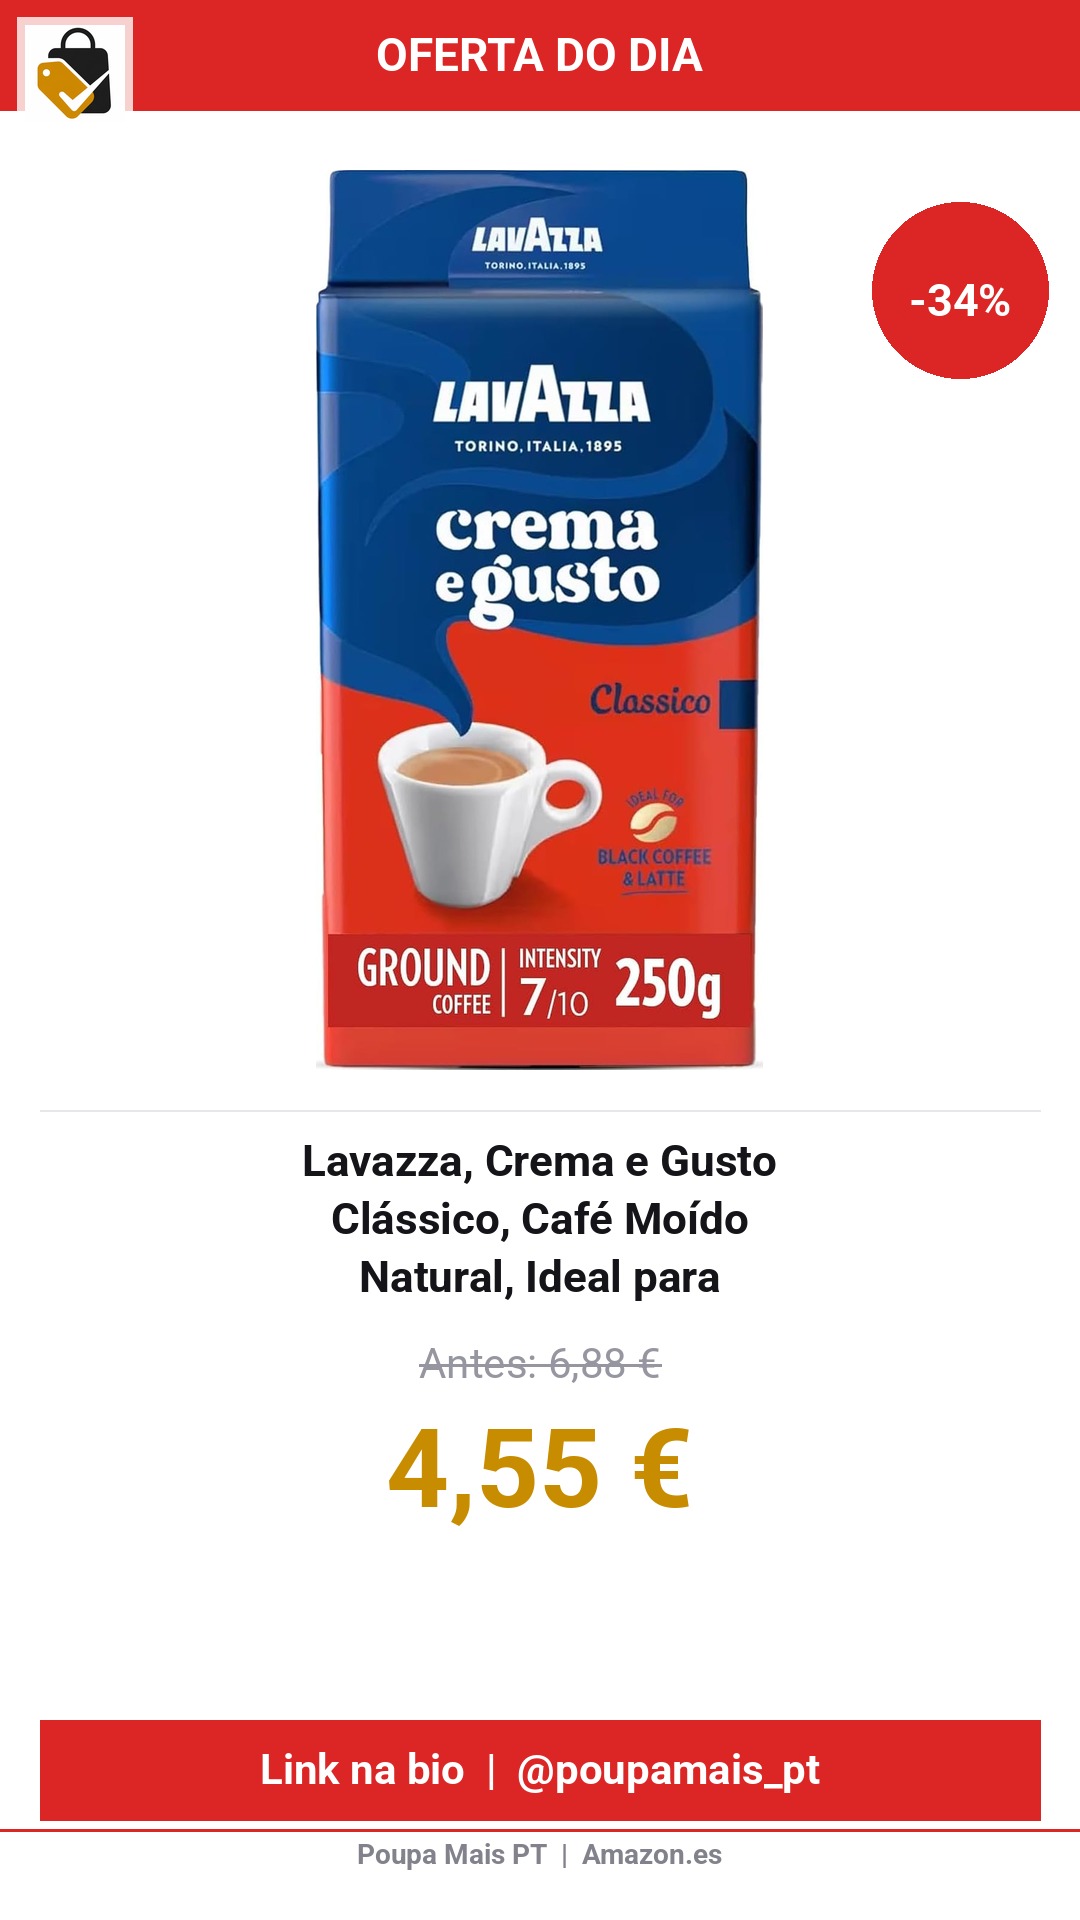 OFERTA DO DIA
LAVAZZA
TORINO, ITALIA, 1895
-34%
LAVAZZA
TORINO, ITALIA, 1895
crema
e gusto
Classico
IDEAL FOR
BLACK COFFEE
& LATTE
GROUND
COFFEE
INTENSITY
7/10
250g
Lavazza, Crema e Gusto
Clássico, Café Moído
Natural, Ideal para
Antes: 6,88 €
4,55 €
Link na bio | @poupamais_pt
Poupa Mais PT | Amazon.es